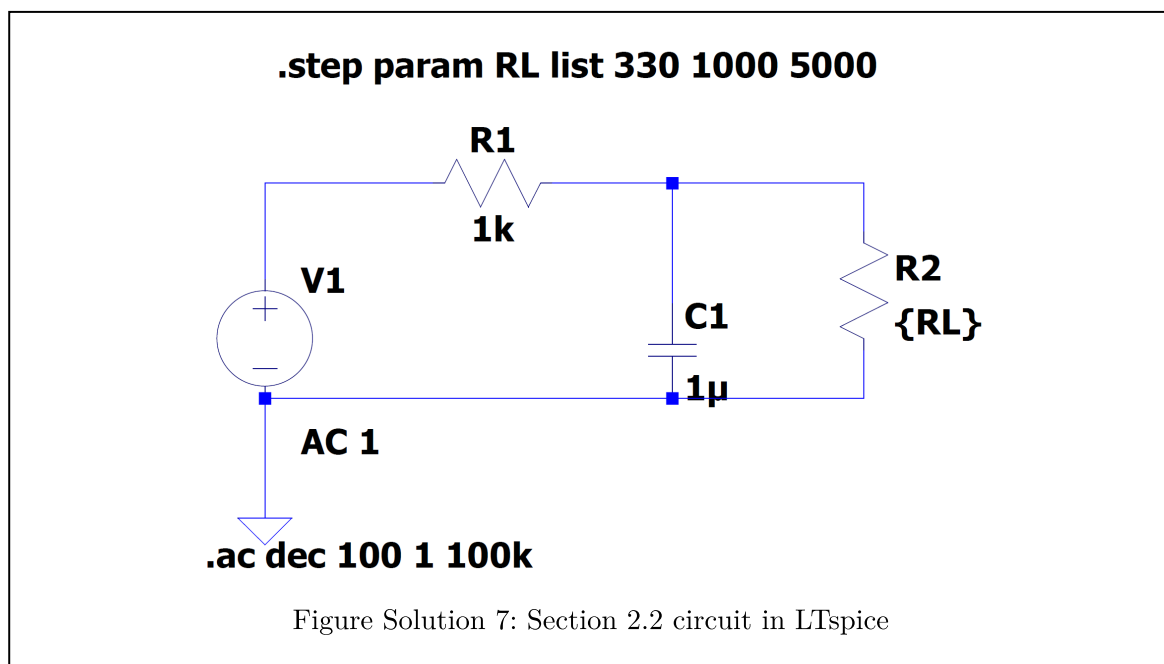 .step param RL list 330 1000 5000
R1
1k
V1
R2
C1
{RL}
1µ
AC 1
.ac dec 100 1 100k
Figure Solution 7: Section 2.2 circuit in LTspice